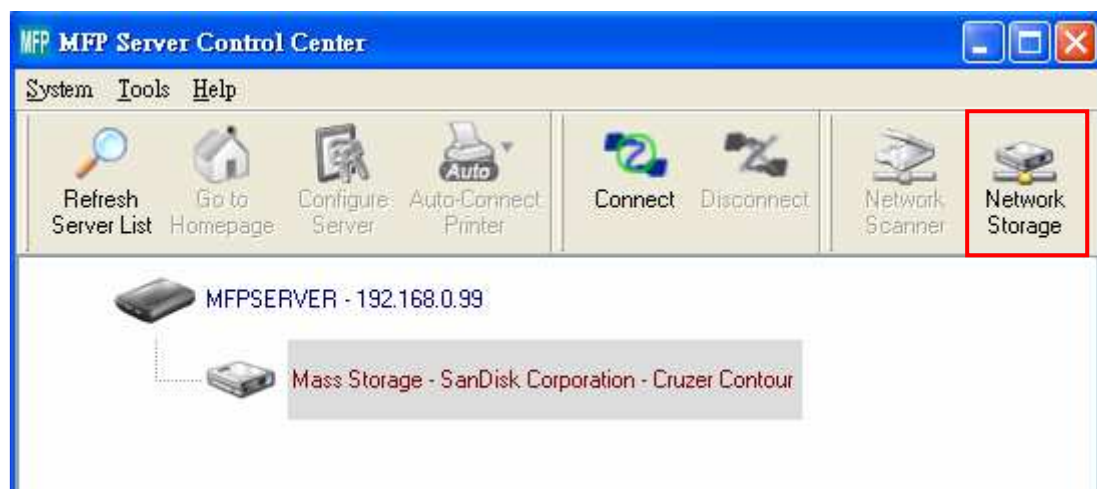 MFP MFP Server Control Center
System Tools Help
Refresh Server List
Go to Homepage
Configure Server
Auto
Auto-Connect Printer
Connect
Disconnect
Network Scanner
Network Storage
MFPSERVER - 192.168.0.99
Mass Storage - SanDisk Corporation - Cruzer Contour